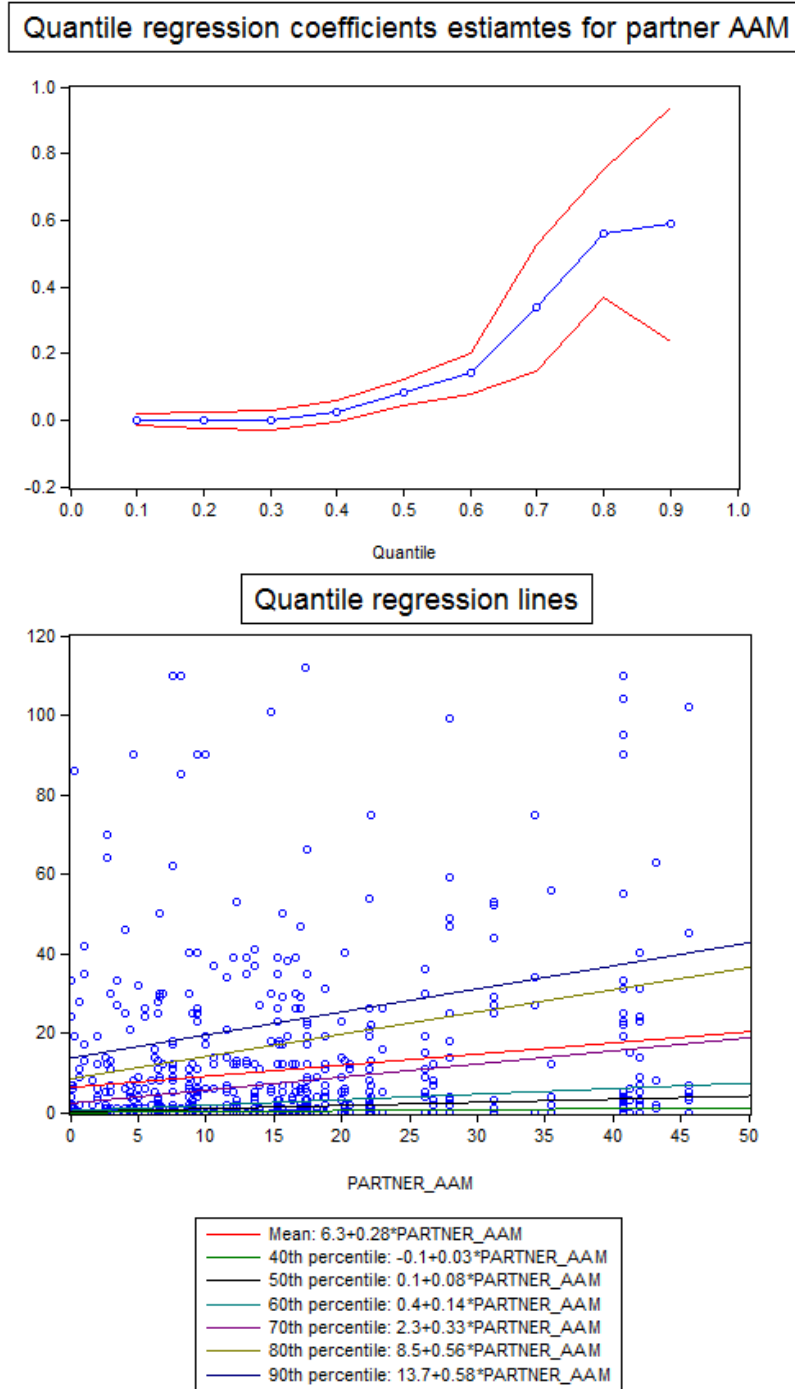 Quantile regression coefficients estiamtes for partner AAM
1.0
0.8
0.6
0.4
0.2
0.0
-0.2
0.0 0.1 0.2 0.3 0.4 0.5 0.6 0.7 0.8 0.9 1.0
Quantile
Quantile regression lines
120
100
80
60
40
20
0
0 5 10 15 20 25 30 35 40 45 50
PARTNER_AAM
Mean: 6.3+0.28*PARTNER_AAM
40th percentile: -0.1+0.03*PARTNER_AAM
50th percentile: 0.1+0.08*PARTNER_AAM
60th percentile: 0.4+0.14*PARTNER_AAM
70th percentile: 2.3+0.33*PARTNER_AAM
80th percentile: 8.5+0.56*PARTNER_AAM
90th percentile: 13.7+0.58*PARTNER_AAM